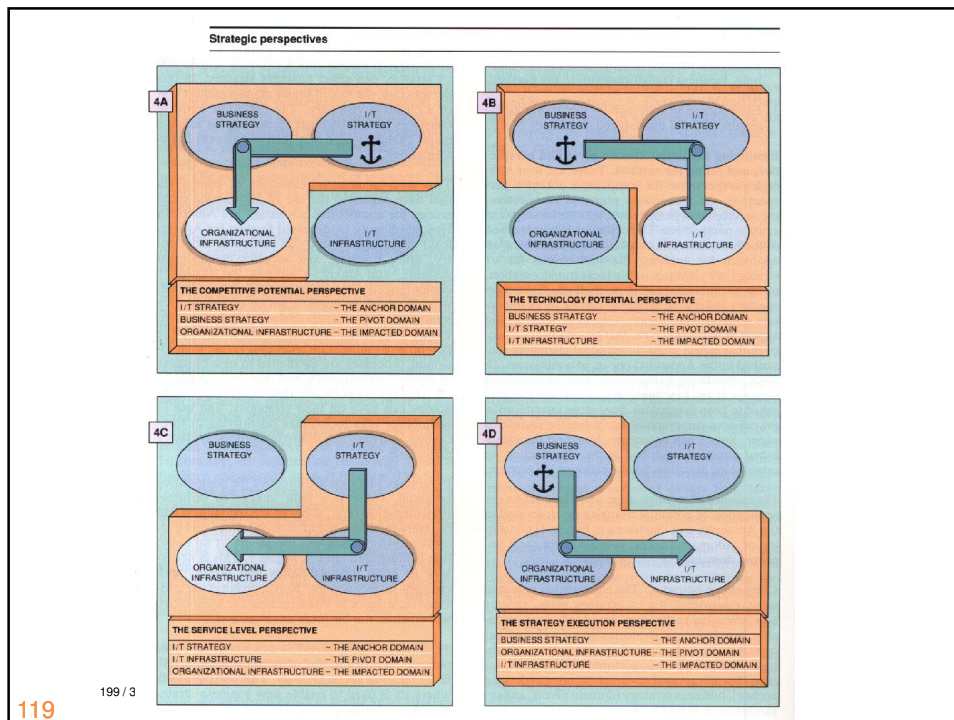 Strategic perspectives
4A
BUSINESS
STRATEGY
I/T
STRATEGY
ORGANIZATIONAL
INFRASTRUCTURE
I/T
INFRASTRUCTURE
THE COMPETITIVE POTENTIAL PERSPECTIVE
I/T STRATEGY – THE ANCHOR DOMAIN
BUSINESS STRATEGY – THE PIVOT DOMAIN
ORGANIZATIONAL INFRASTRUCTURE – THE IMPACTED DOMAIN
4B
BUSINESS
STRATEGY
I/T
STRATEGY
ORGANIZATIONAL
INFRASTRUCTURE
I/T
INFRASTRUCTURE
THE TECHNOLOGY POTENTIAL PERSPECTIVE
BUSINESS STRATEGY – THE ANCHOR DOMAIN
I/T STRATEGY – THE PIVOT DOMAIN
I/T INFRASTRUCTURE – THE IMPACTED DOMAIN
4C
BUSINESS
STRATEGY
I/T
STRATEGY
ORGANIZATIONAL
INFRASTRUCTURE
I/T
INFRASTRUCTURE
THE SERVICE LEVEL PERSPECTIVE
I/T STRATEGY – THE ANCHOR DOMAIN
I/T INFRASTRUCTURE – THE PIVOT DOMAIN
ORGANIZATIONAL INFRASTRUCTURE – THE IMPACTED DOMAIN
4D
BUSINESS
STRATEGY
I/T
STRATEGY
ORGANIZATIONAL
INFRASTRUCTURE
I/T
INFRASTRUCTURE
THE STRATEGY EXECUTION PERSPECTIVE
BUSINESS STRATEGY – THE ANCHOR DOMAIN
ORGANIZATIONAL INFRASTRUCTURE – THE PIVOT DOMAIN
I/T INFRASTRUCTURE – THE IMPACTED DOMAIN
199 / 3
119